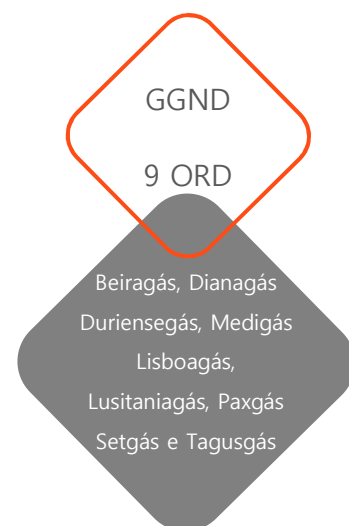 GGND
9 ORD
Beiragás, Dianagás
Duriensegás, Medigás
Lisboagás,
Lusitaniagás, Paxgás
Setgás e Tagusgás